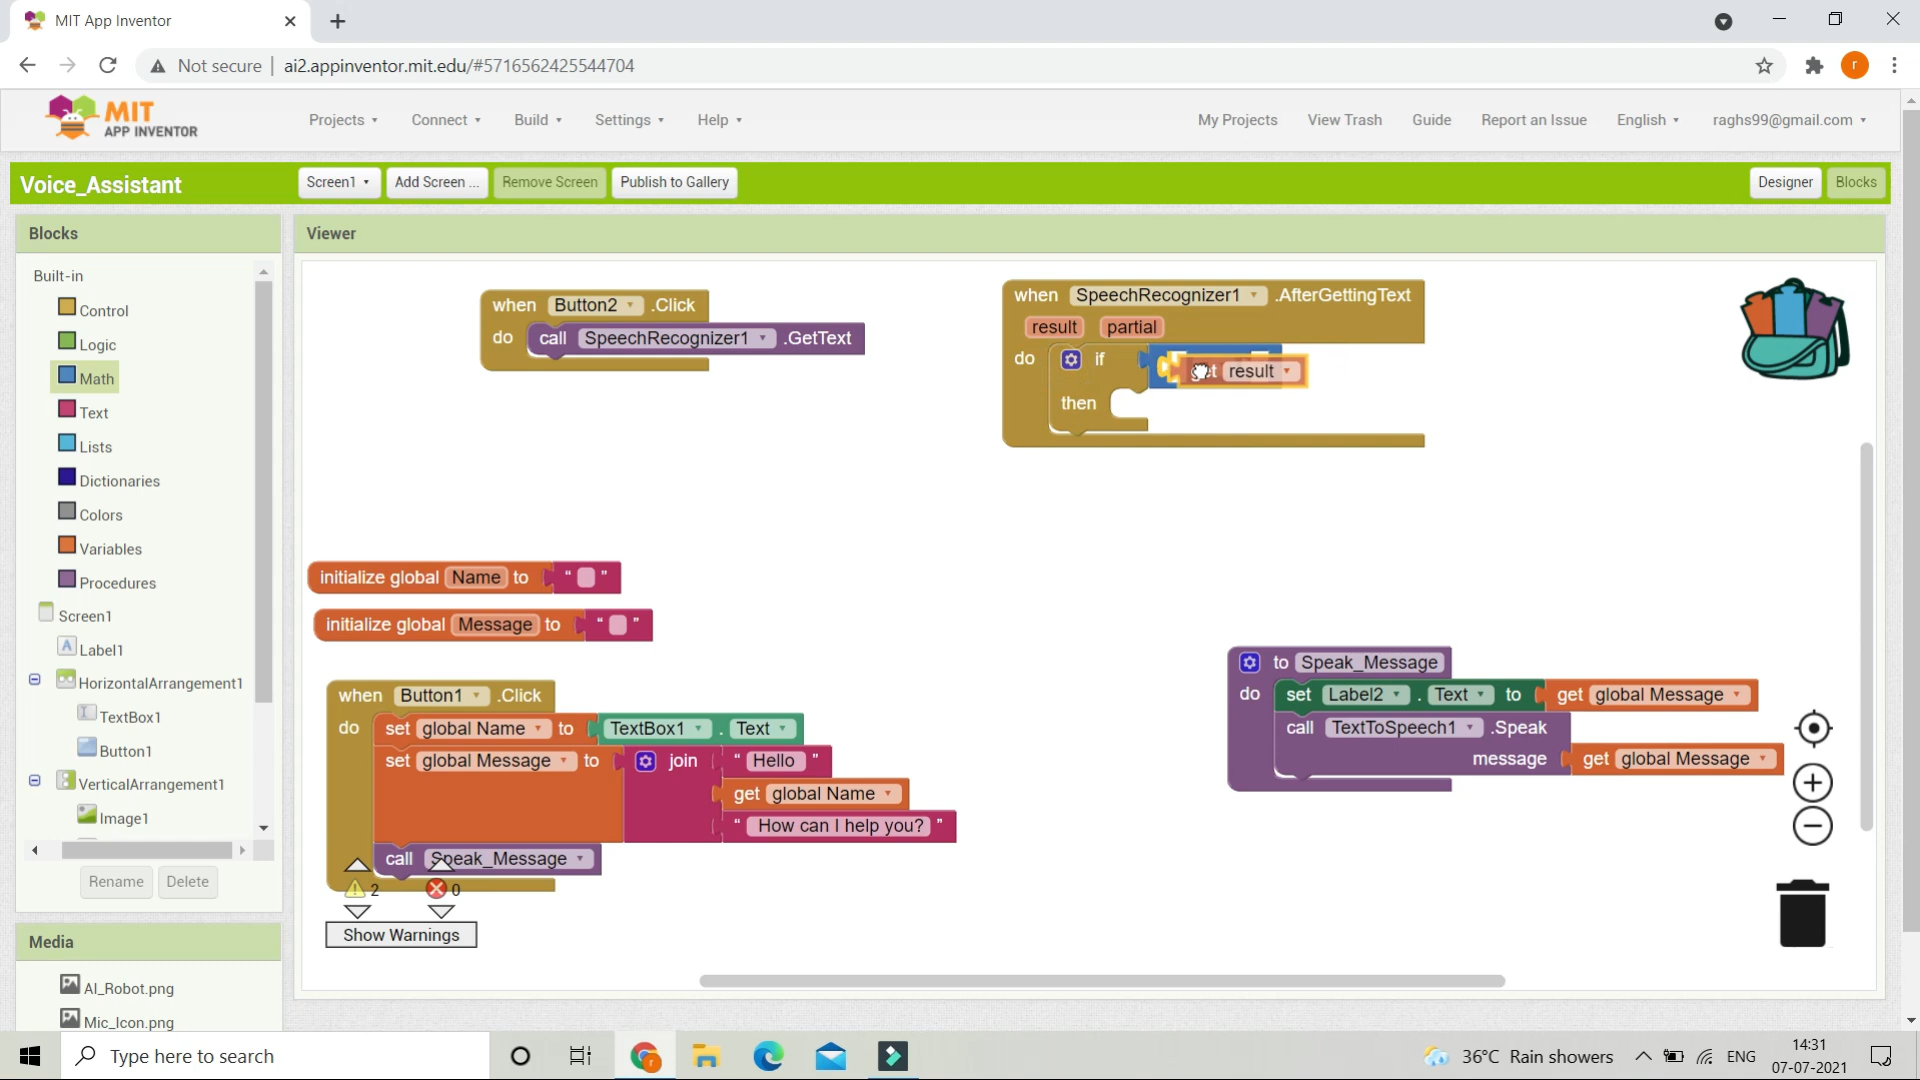 MIT App Inventor
Not secure
ai2.appinventor.mit.edu/#5716562425544704
r
MIT
APP INVENTOR
Projects
Connect
Build
Settings
Help
My Projects
View Trash
Guide
Report an Issue
English
raghs99@gmail.com
Voice_Assistant
Screen1
Add Screen ...
Remove Screen
Publish to Gallery
Designer
Blocks
Blocks
Built-in
Control
Logic
Math
Text
Lists
Dictionaries
Colors
Variables
Procedures
Screen1
A Label1
HorizontalArrangement1
TextBox1
Button1
VerticalArrangement1
Image1
Rename
Delete
Media
AI_Robot.png
Mic_Icon.png
Viewer
when Button2 .Click
do call SpeechRecognizer1 .GetText
when SpeechRecognizer1 .AfterGettingText
result partial
do if
get result
then
initialize global Name to " "
initialize global Message to " "
when Button1 .Click
do set global Name to TextBox1 . Text
set global Message to join " Hello "
get global Name
" How can I help you? "
call Speak_Message
2
0
Show Warnings
to Speak_Message
do set Label2 . Text to get global Message
call TextToSpeech1 .Speak
message get global Message
Type here to search
36°C Rain showers
ENG
14:31
07-07-2021